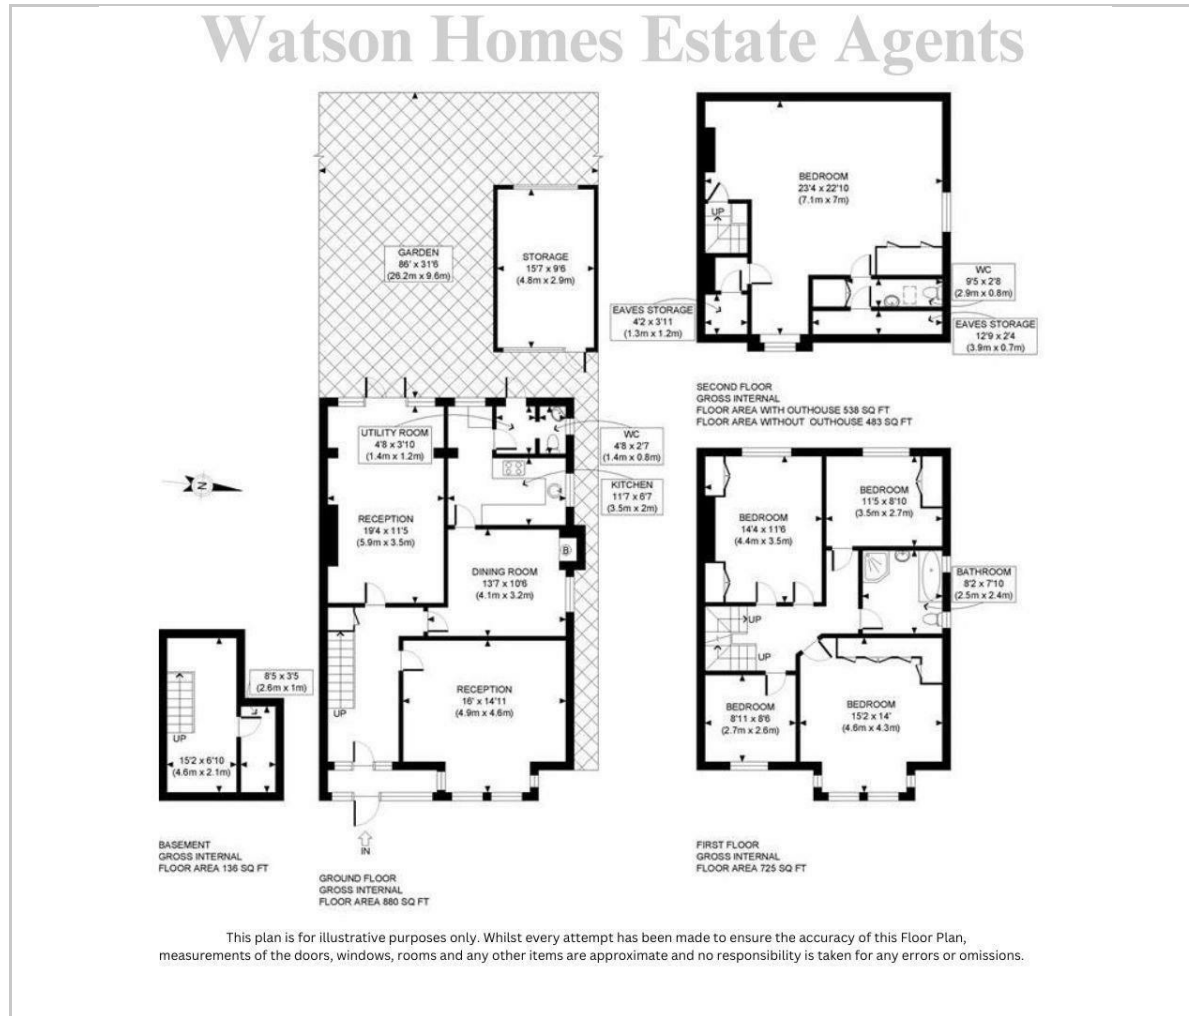 Watson Homes Estate Agents
GARDEN
86' x 31'6
(26.2m x 9.6m)
STORAGE
15'7 x 9'6
(4.8m x 2.9m)
BEDROOM
23'4 x 22'10
(7.1m x 7m)
UP
WC
9'5 x 2'8
(2.9m x 0.8m)
EAVES STORAGE
4'2 x 3'11
(1.3m x 1.2m)
EAVES STORAGE
12'9 x 2'4
(3.9m x 0.7m)
SECOND FLOOR
GROSS INTERNAL
FLOOR AREA WITH OUTHOUSE 538 SQ FT
FLOOR AREA WITHOUT OUTHOUSE 483 SQ FT
UTILITY ROOM
4'8 x 3'10
(1.4m x 1.2m)
WC
4'8 x 2'7
(1.4m x 0.8m)
KITCHEN
11'7 x 6'7
(3.5m x 2m)
N
RECEPTION
19'4 x 11'5
(5.9m x 3.5m)
B
DINING ROOM
13'7 x 10'6
(4.1m x 3.2m)
RECEPTION
16' x 14'11
(4.9m x 4.6m)
UP
IN
BEDROOM
14'4 x 11'6
(4.4m x 3.5m)
BEDROOM
11'5 x 8'10
(3.5m x 2.7m)
BATHROOM
8'2 x 7'10
(2.5m x 2.4m)
UP
UP
BEDROOM
8'11 x 8'6
(2.7m x 2.6m)
BEDROOM
15'2 x 14'
(4.6m x 4.3m)
8'5 x 3'5
(2.6m x 1m)
UP
15'2 x 6'10
(4.6m x 2.1m)
BASEMENT
GROSS INTERNAL
FLOOR AREA 136 SQ FT
GROUND FLOOR
GROSS INTERNAL
FLOOR AREA 880 SQ FT
FIRST FLOOR
GROSS INTERNAL
FLOOR AREA 725 SQ FT
This plan is for illustrative purposes only. Whilst every attempt has been made to ensure the accuracy of this Floor Plan,
measurements of the doors, windows, rooms and any other items are approximate and no responsibility is taken for any errors or omissions.